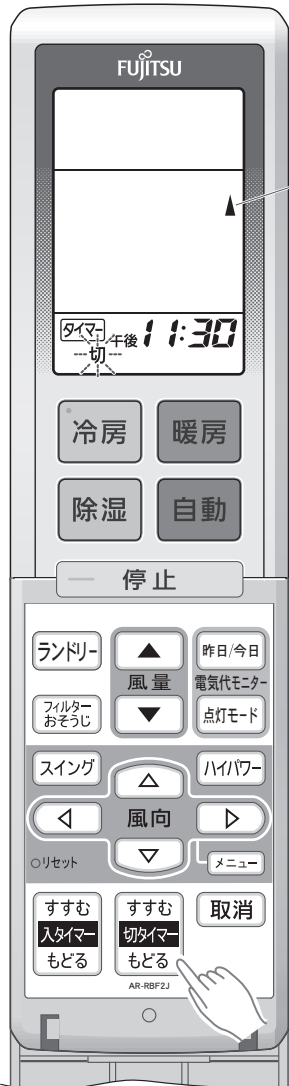 FUJITSU
タイマー
切
午後 11:30
冷房 暖房
除湿 自動
停止
ランドリー
▲
風量
▼
昨日/今日
電気代モニター
点灯モード
フィルター
おそうじ
スイング
ハイパワー
風向
○リセット
メニュー
すすむ
入タイマー
もどる
すすむ
切タイマー
もどる
取消
AR-RBF2J